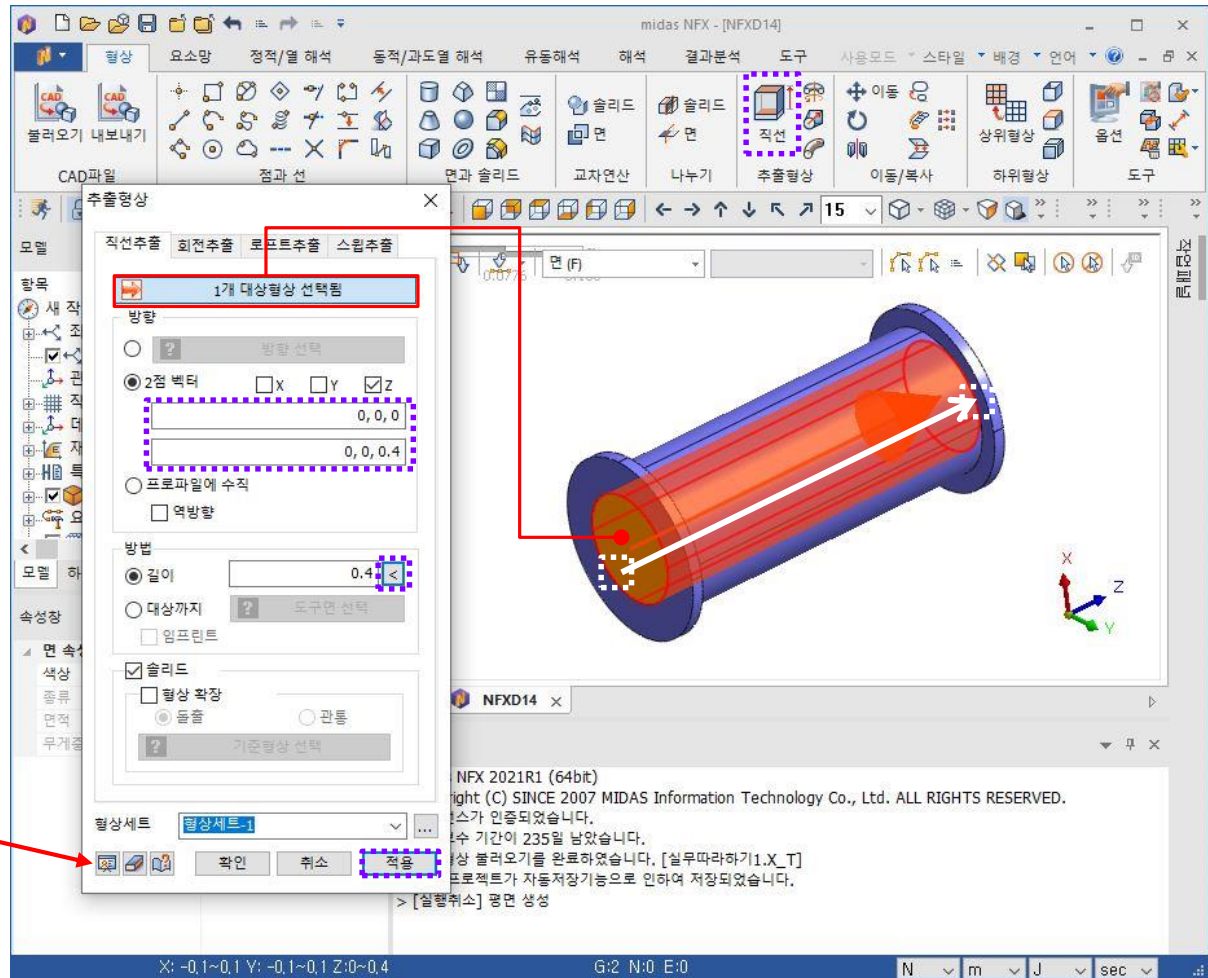 midas NFX - [NFXD14]
형상 요소망 정적/열 해석 동적/과도열 해석 유동해석 해석 결과분석 도구 사용모드 스타일 배경 언어
CAD CAD 솔리드 솔리드 이동
불러오기 내보내기 면 면 직선 상위형상 옵션
CAD파일 점과 선 면과 솔리드 교차연산 나누기 추출형상 이동/복사 하위형상 도구
추출형상
15
모델
직선추출 회전추출 로프트추출 스윕추출
면 (F)
0.0776
항목
1개 대상형상 선택됨
새 작
방향
방향 선택
2점 벡터 X Y Z
0, 0, 0
0, 0, 0.4
프로파일에 수직
역방향
방법
길이 0.4 <
모델 하
대상까지 도구면 선택
임프린트
속성창
면 속성
솔리드
색상
형상 확장
종류
돌출 관통
면적
기준형상 선택
무게중
X
Z
Y
NFXD14
NFX 2021R1 (64bit)
right (C) SINCE 2007 MIDAS Information Technology Co., Ltd. ALL RIGHTS RESERVED.
스가 인증되었습니다.
수 기간이 235일 남았습니다.
형상 불러오기를 완료하였습니다. [실무따라하기1.X_T]
프로젝트가 자동저장기능으로 인하여 저장되었습니다.
> [실행취소] 평면 생성
형상세트 형상세트-1 ...
확인 취소 적용
X: -0,1~0,1 Y: -0,1~0,1 Z:0~0,4 G:2 N:0 E:0 N m J sec